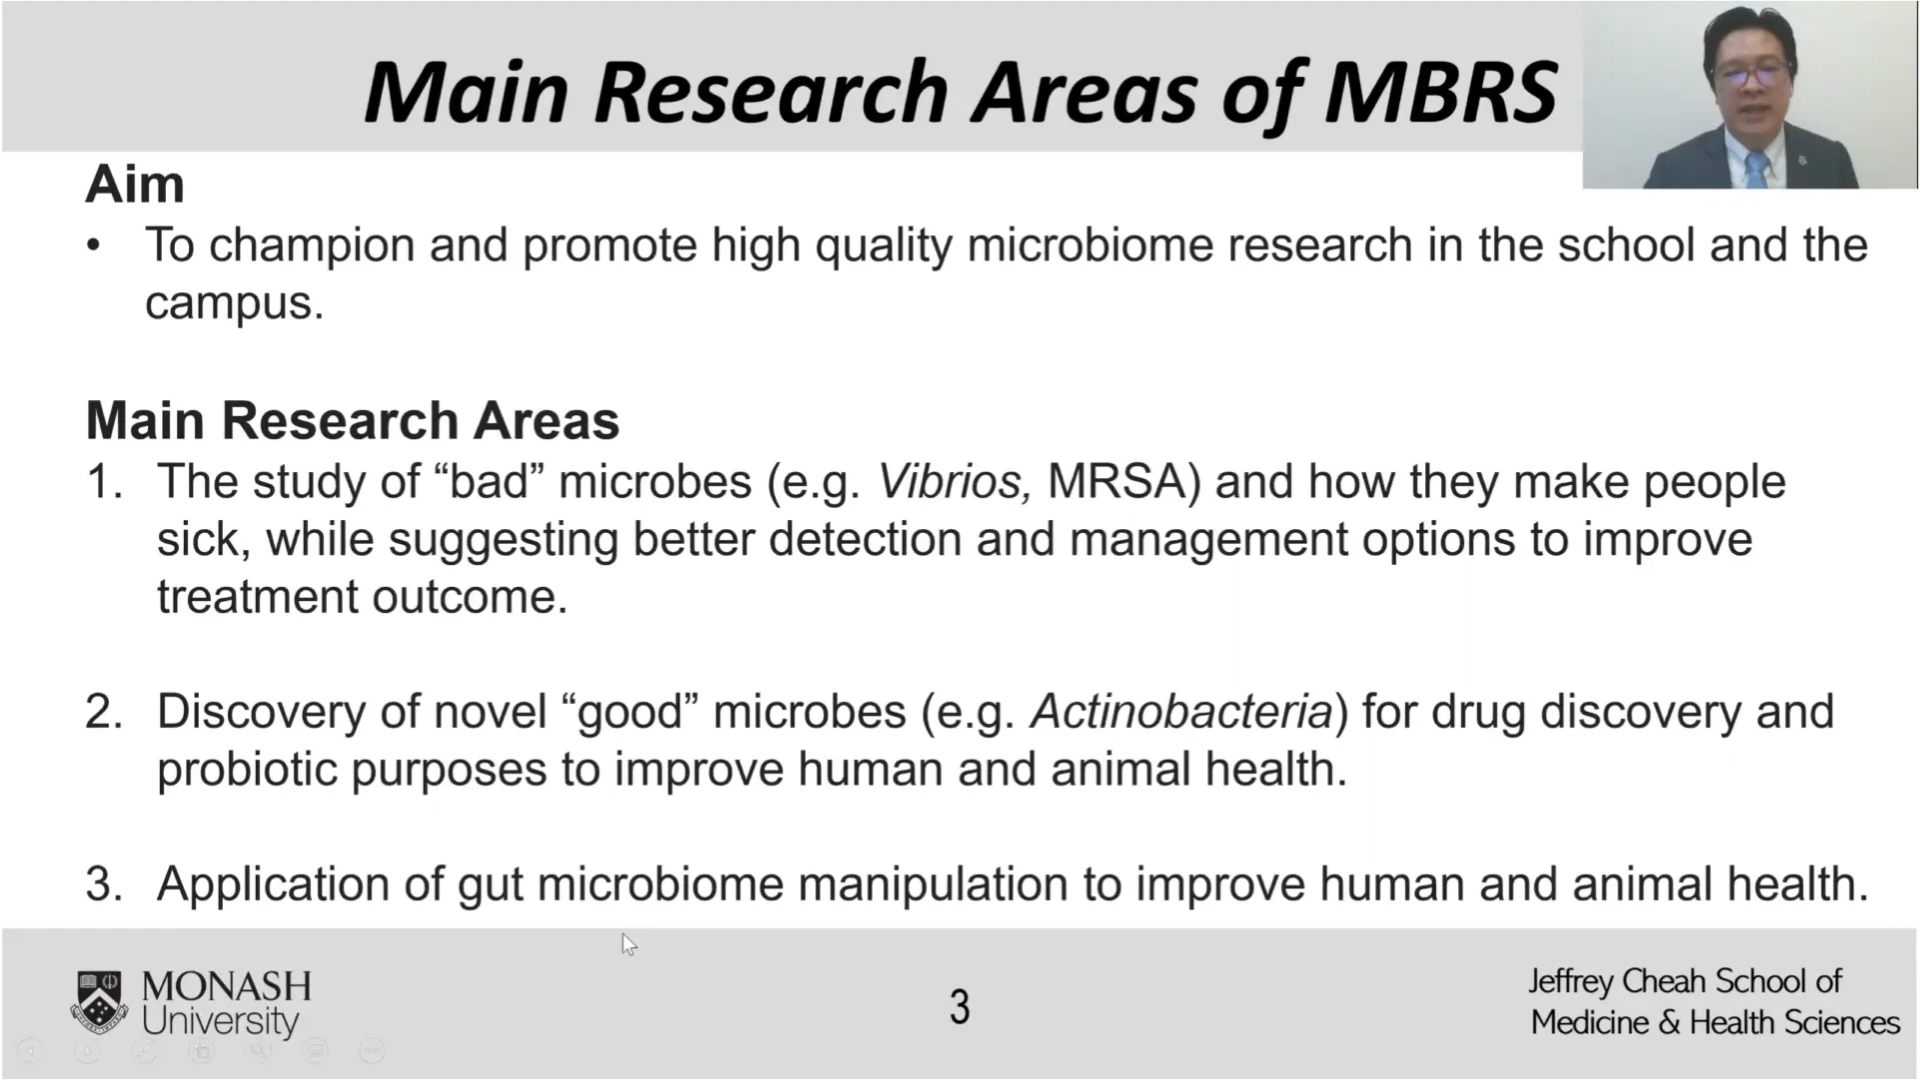 Main Research Areas of MBRS
Aim
• To champion and promote high quality microbiome research in the school and the
campus.
Main Research Areas
1. The study of “bad” microbes (e.g. Vibrios, MRSA) and how they make people
sick, while suggesting better detection and management options to improve
treatment outcome.
2. Discovery of novel “good” microbes (e.g. Actinobacteria) for drug discovery and
probiotic purposes to improve human and animal health.
3. Application of gut microbiome manipulation to improve human and animal health.
MONASH
University
3
Jeffrey Cheah School of
Medicine & Health Sciences